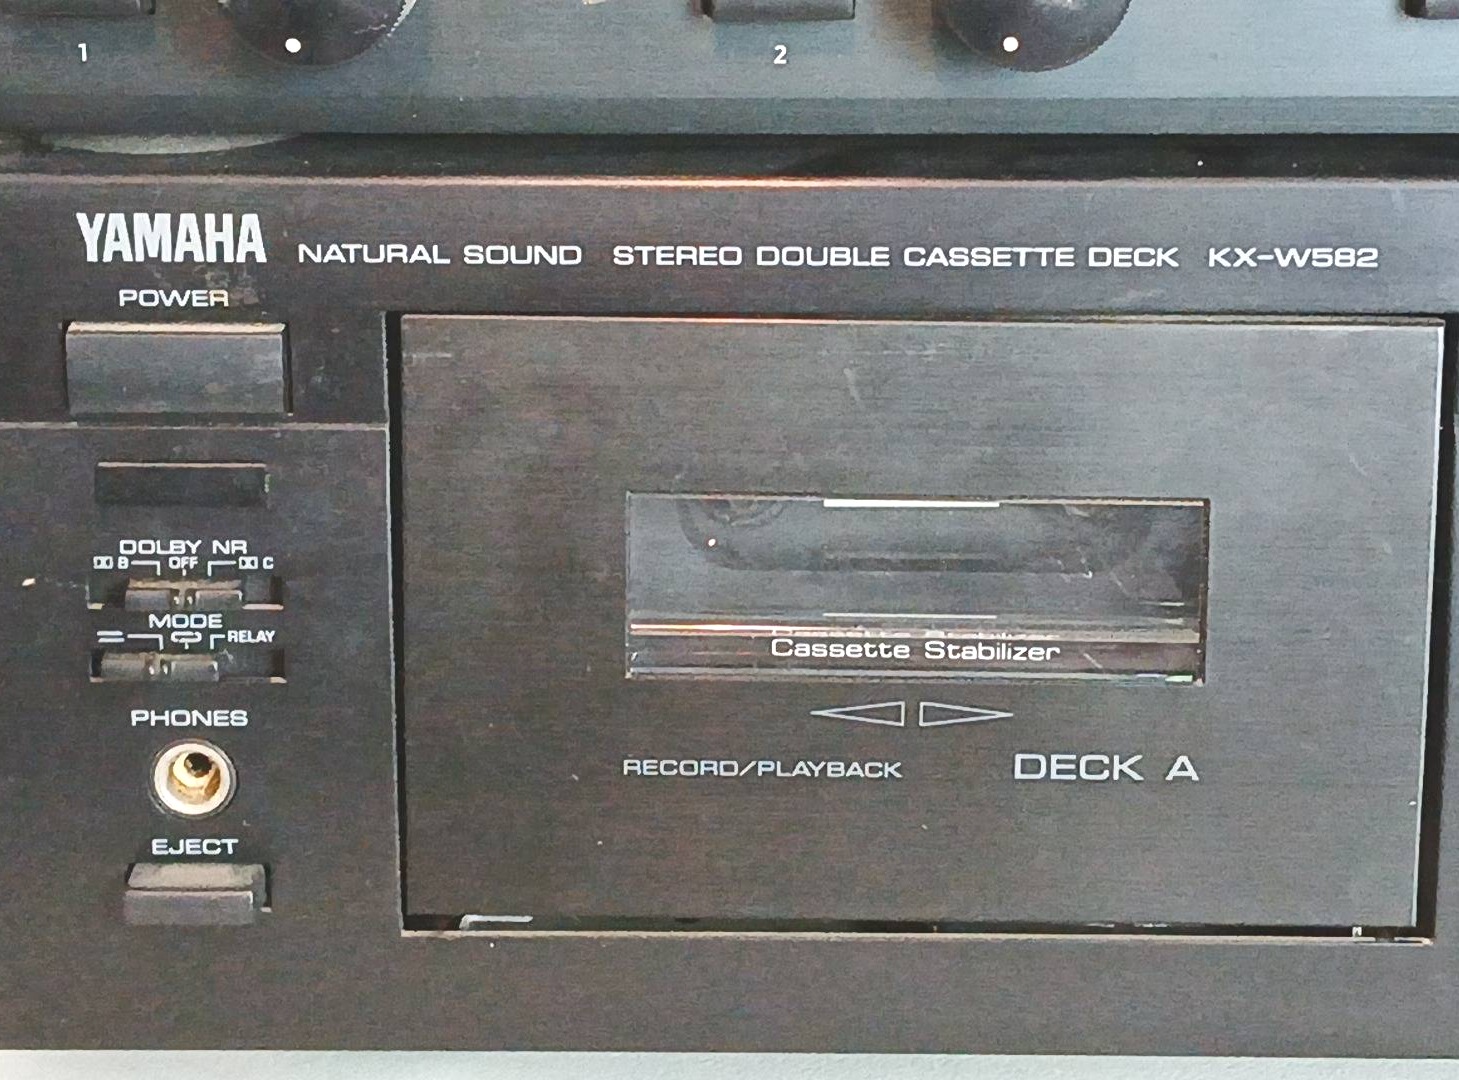 1 2
YAMAHA NATURAL SOUND STEREO DOUBLE CASSETTE DECK KX-W582
POWER
DOLBY NR
B OFF C
MODE
RELAY
Cassette Stabilizer
PHONES
RECORD/PLAYBACK DECK A
EJECT